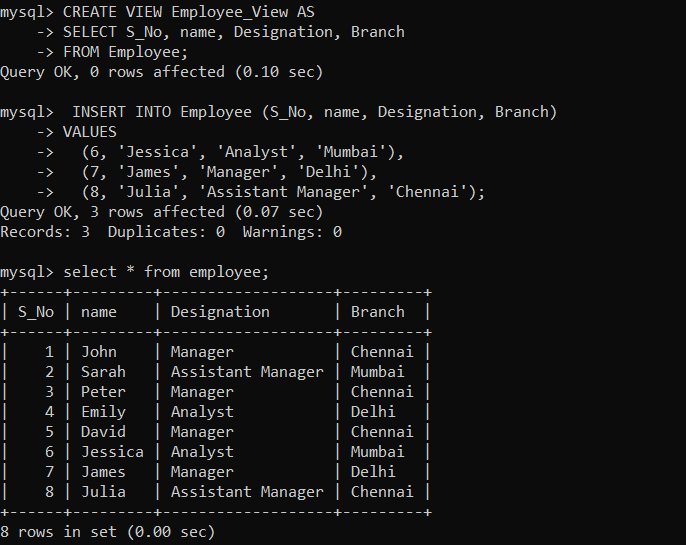 mysql> CREATE VIEW Employee_View AS
    -> SELECT S_No, name, Designation, Branch
    -> FROM Employee;
Query OK, 0 rows affected (0.10 sec)

mysql>  INSERT INTO Employee (S_No, name, Designation, Branch)
    -> VALUES
    ->   (6, 'Jessica', 'Analyst', 'Mumbai'),
    ->   (7, 'James', 'Manager', 'Delhi'),
    ->   (8, 'Julia', 'Assistant Manager', 'Chennai');
Query OK, 3 rows affected (0.07 sec)
Records: 3  Duplicates: 0  Warnings: 0

mysql> select * from employee;
+------+---------+-------------------+---------+
| S_No | name    | Designation       | Branch  |
+------+---------+-------------------+---------+
|    1 | John    | Manager           | Chennai |
|    2 | Sarah   | Assistant Manager | Mumbai  |
|    3 | Peter   | Manager           | Chennai |
|    4 | Emily   | Analyst           | Delhi   |
|    5 | David   | Manager           | Chennai |
|    6 | Jessica | Analyst           | Mumbai  |
|    7 | James   | Manager           | Delhi   |
|    8 | Julia   | Assistant Manager | Chennai |
+------+---------+-------------------+---------+
8 rows in set (0.00 sec)